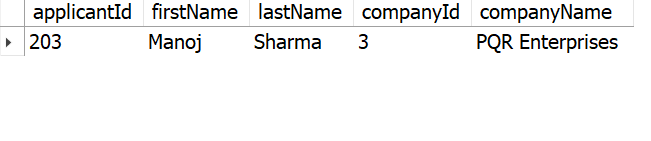 applicantId firstName lastName companyId companyName
203 Manoj Sharma 3 PQR Enterprises